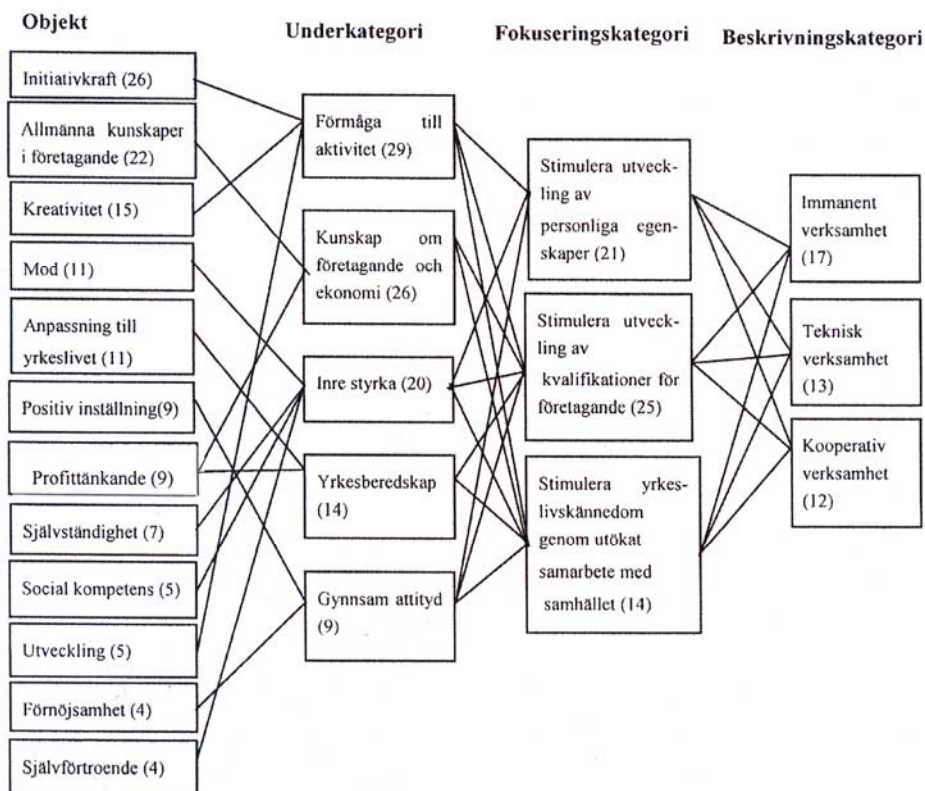 Objekt
Underkategori
Fokuseringskategori
Beskrivningskategori
Initiativkraft (26)
Allmänna kunskaper
i företagande (22)
Kreativitet (15)
Mod (11)
Anpassning till
yrkeslivet (11)
Positiv inställning(9)
Profittänkande (9)
Självständighet (7)
Social kompetens (5)
Utveckling (5)
Förnöjsamhet (4)
Självförtroende (4)
Förmåga till
aktivitet (29)
Kunskap om
företagande och
ekonomi (26)
Inre styrka (20)
Yrkesberedskap
(14)
Gynnsam attityd
(9)
Stimulera utveck-
ling av
personliga egen-
skaper (21)
Stimulera utveck-
ling av
kvalifikationer för
företagande (25)
Stimulera yrkes-
livskännedom
genom utökat
samarbete med
samhället (14)
Immanent
verksamhet
(17)
Teknisk
verksamhet
(13)
Kooperativ
verksamhet
(12)